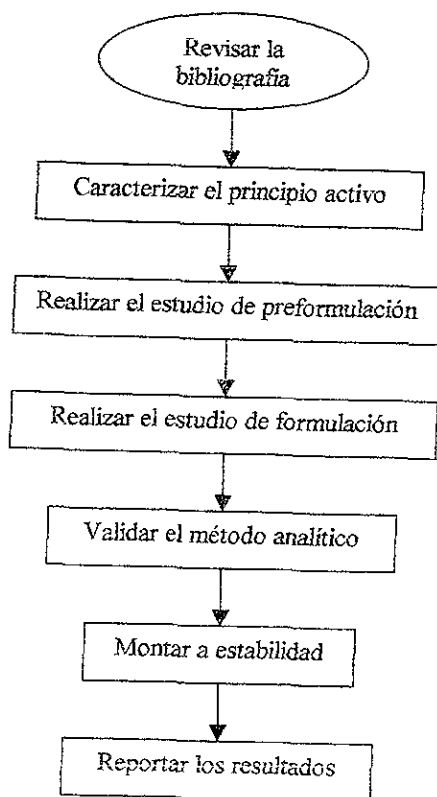 Revisar la
bibliografía
Caracterizar el principio activo
Realizar el estudio de preformulación
Realizar el estudio de formulación
Validar el método analítico
Montar a estabilidad
Reportar los resultados